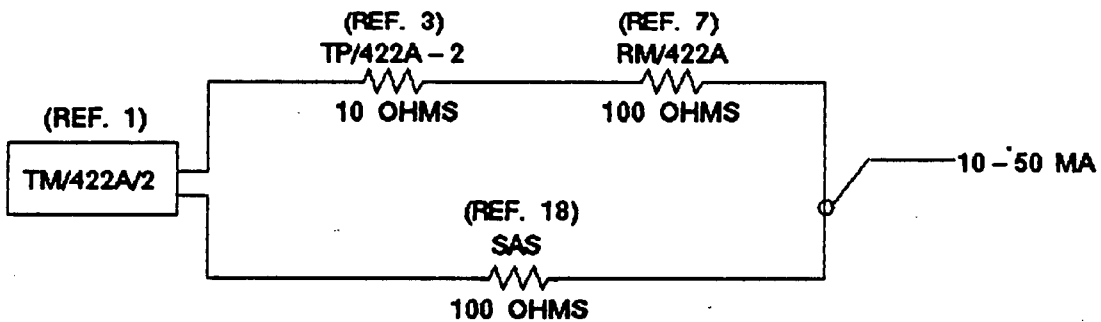 (REF. 3)
TP/422A-2
10 OHMS
(REF. 7)
RM/422A
100 OHMS
(REF. 1)
TM/422A/2
10-50 MA
(REF. 18)
SAS
100 OHMS